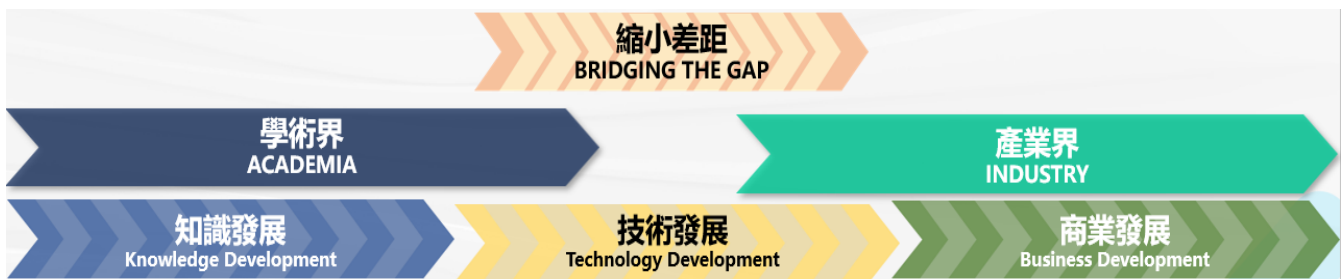 縮小差距
BRIDGING THE GAP
學術界
ACADEMIA
產業界
INDUSTRY
知識發展
Knowledge Development
技術發展
Technology Development
商業發展
Business Development